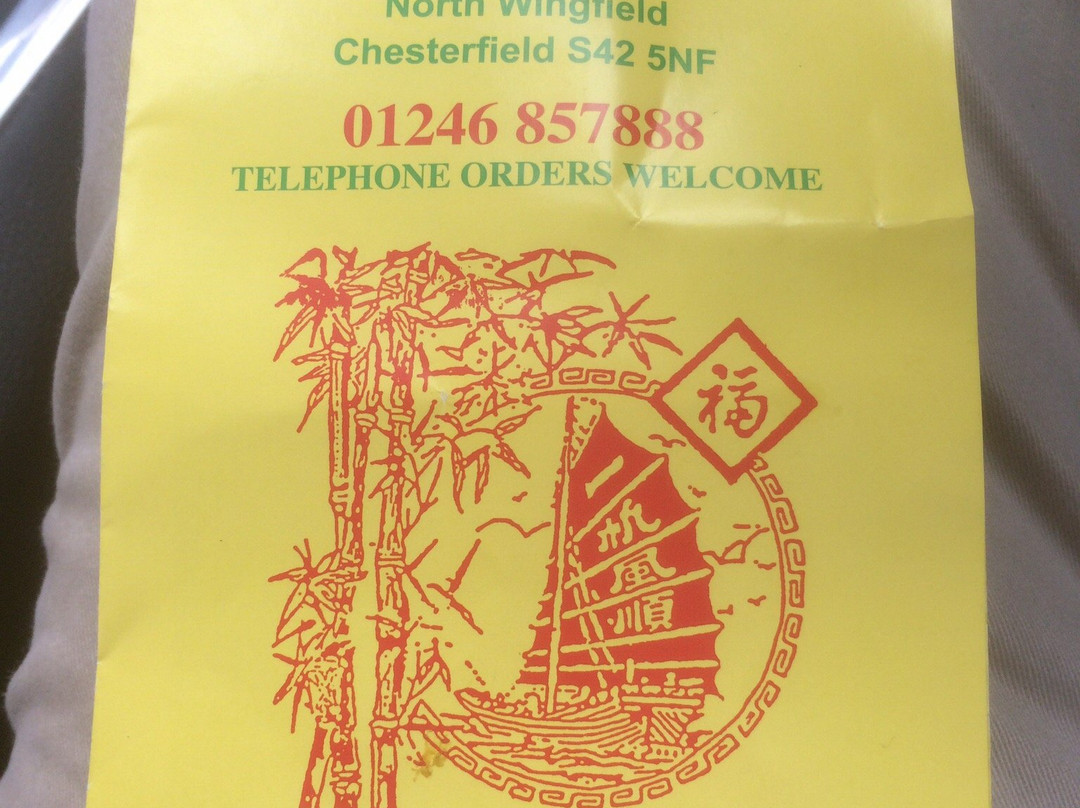 North Wingfield
Chesterfield S42 5NF
01246 857888
TELEPHONE ORDERS WELCOME
福
一帆風順